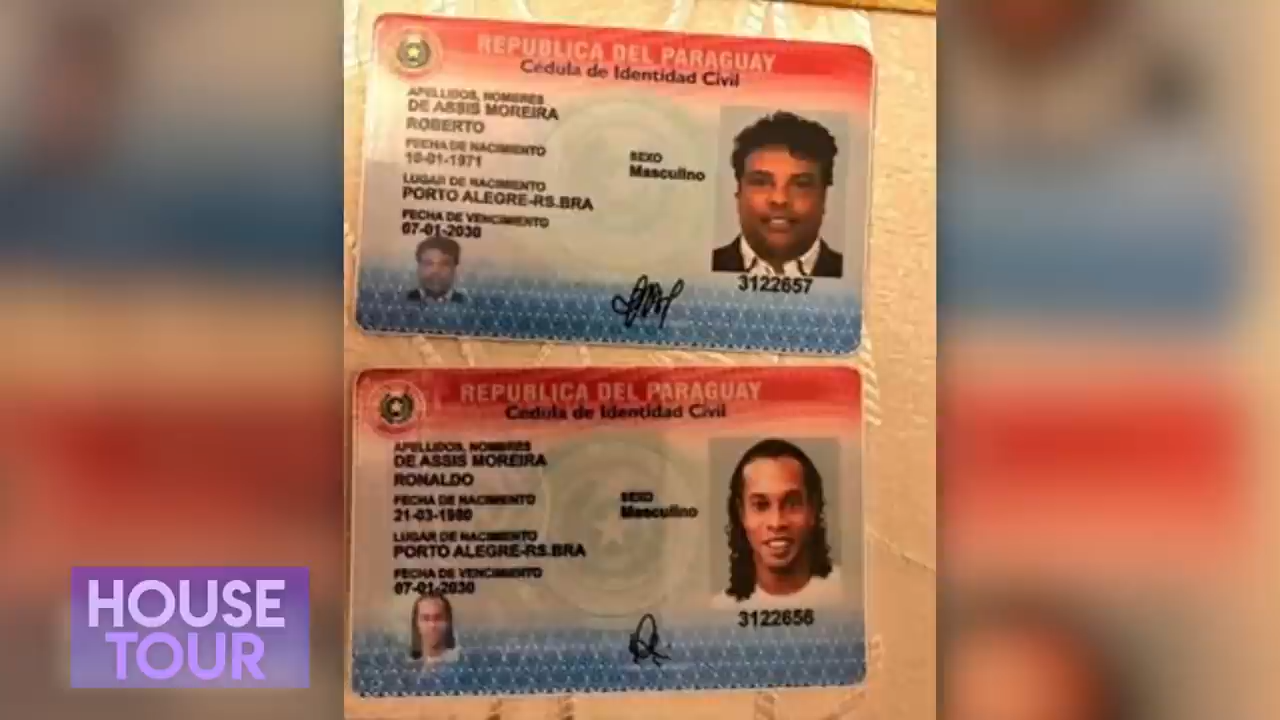 REPUBLICA DEL PARAGUAY
Cédula de Identidad Civil
APELLIDOS, NOMBRES
DE ASSIS MOREIRA
ROBERTO
FECHA DE NACIMIENTO
10-01-1971
SEXO
Masculino
LUGAR DE NACIMIENTO
PORTO ALEGRE-RS.BRA
FECHA DE VENCIMIENTO
07-01-2030
3122657
REPUBLICA DEL PARAGUAY
Cédula de Identidad Civil
APELLIDOS, NOMBRES
DE ASSIS MOREIRA
RONALDO
FECHA DE NACIMIENTO
21-03-1980
SEXO
Masculino
LUGAR DE NACIMIENTO
PORTO ALEGRE-RS.BRA
FECHA DE VENCIMIENTO
07-01-2030
3122656
HOUSE
TOUR